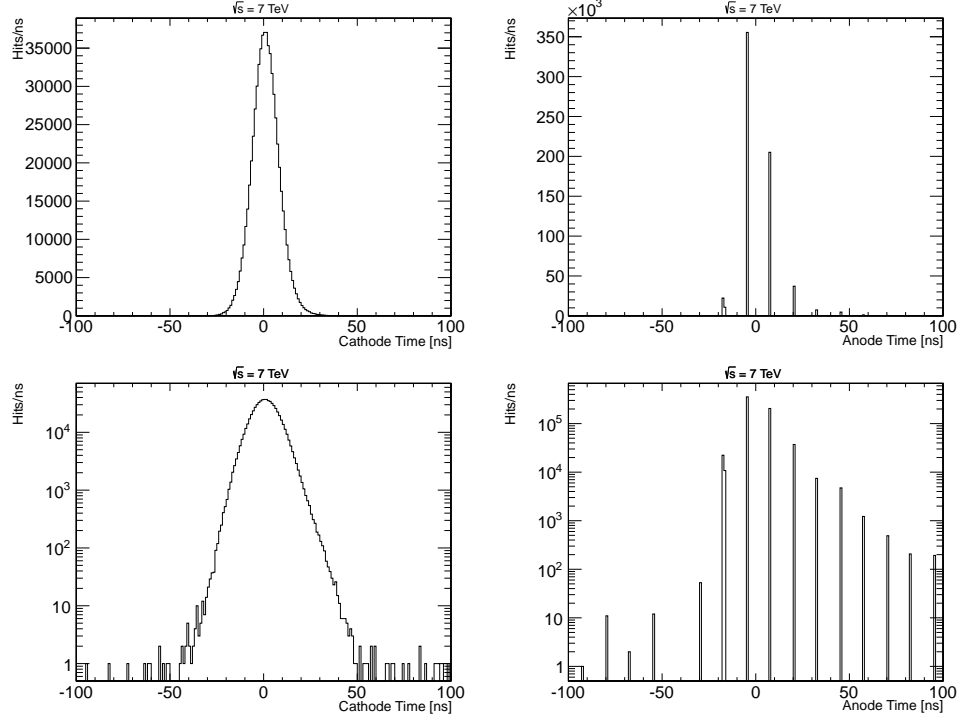 √s = 7 TeV
Hits/ns
35000
30000
25000
20000
15000
10000
5000
0
-100 -50 0 50 100
Cathode Time [ns]
√s = 7 TeV
×10³
Hits/ns
350
300
250
200
150
100
50
0
-100 -50 0 50 100
Anode Time [ns]
√s = 7 TeV
Hits/ns
10⁴
10³
10²
10
1
-100 -50 0 50 100
Cathode Time [ns]
√s = 7 TeV
Hits/ns
10⁵
10⁴
10³
10²
10
1
-100 -50 0 50 100
Anode Time [ns]